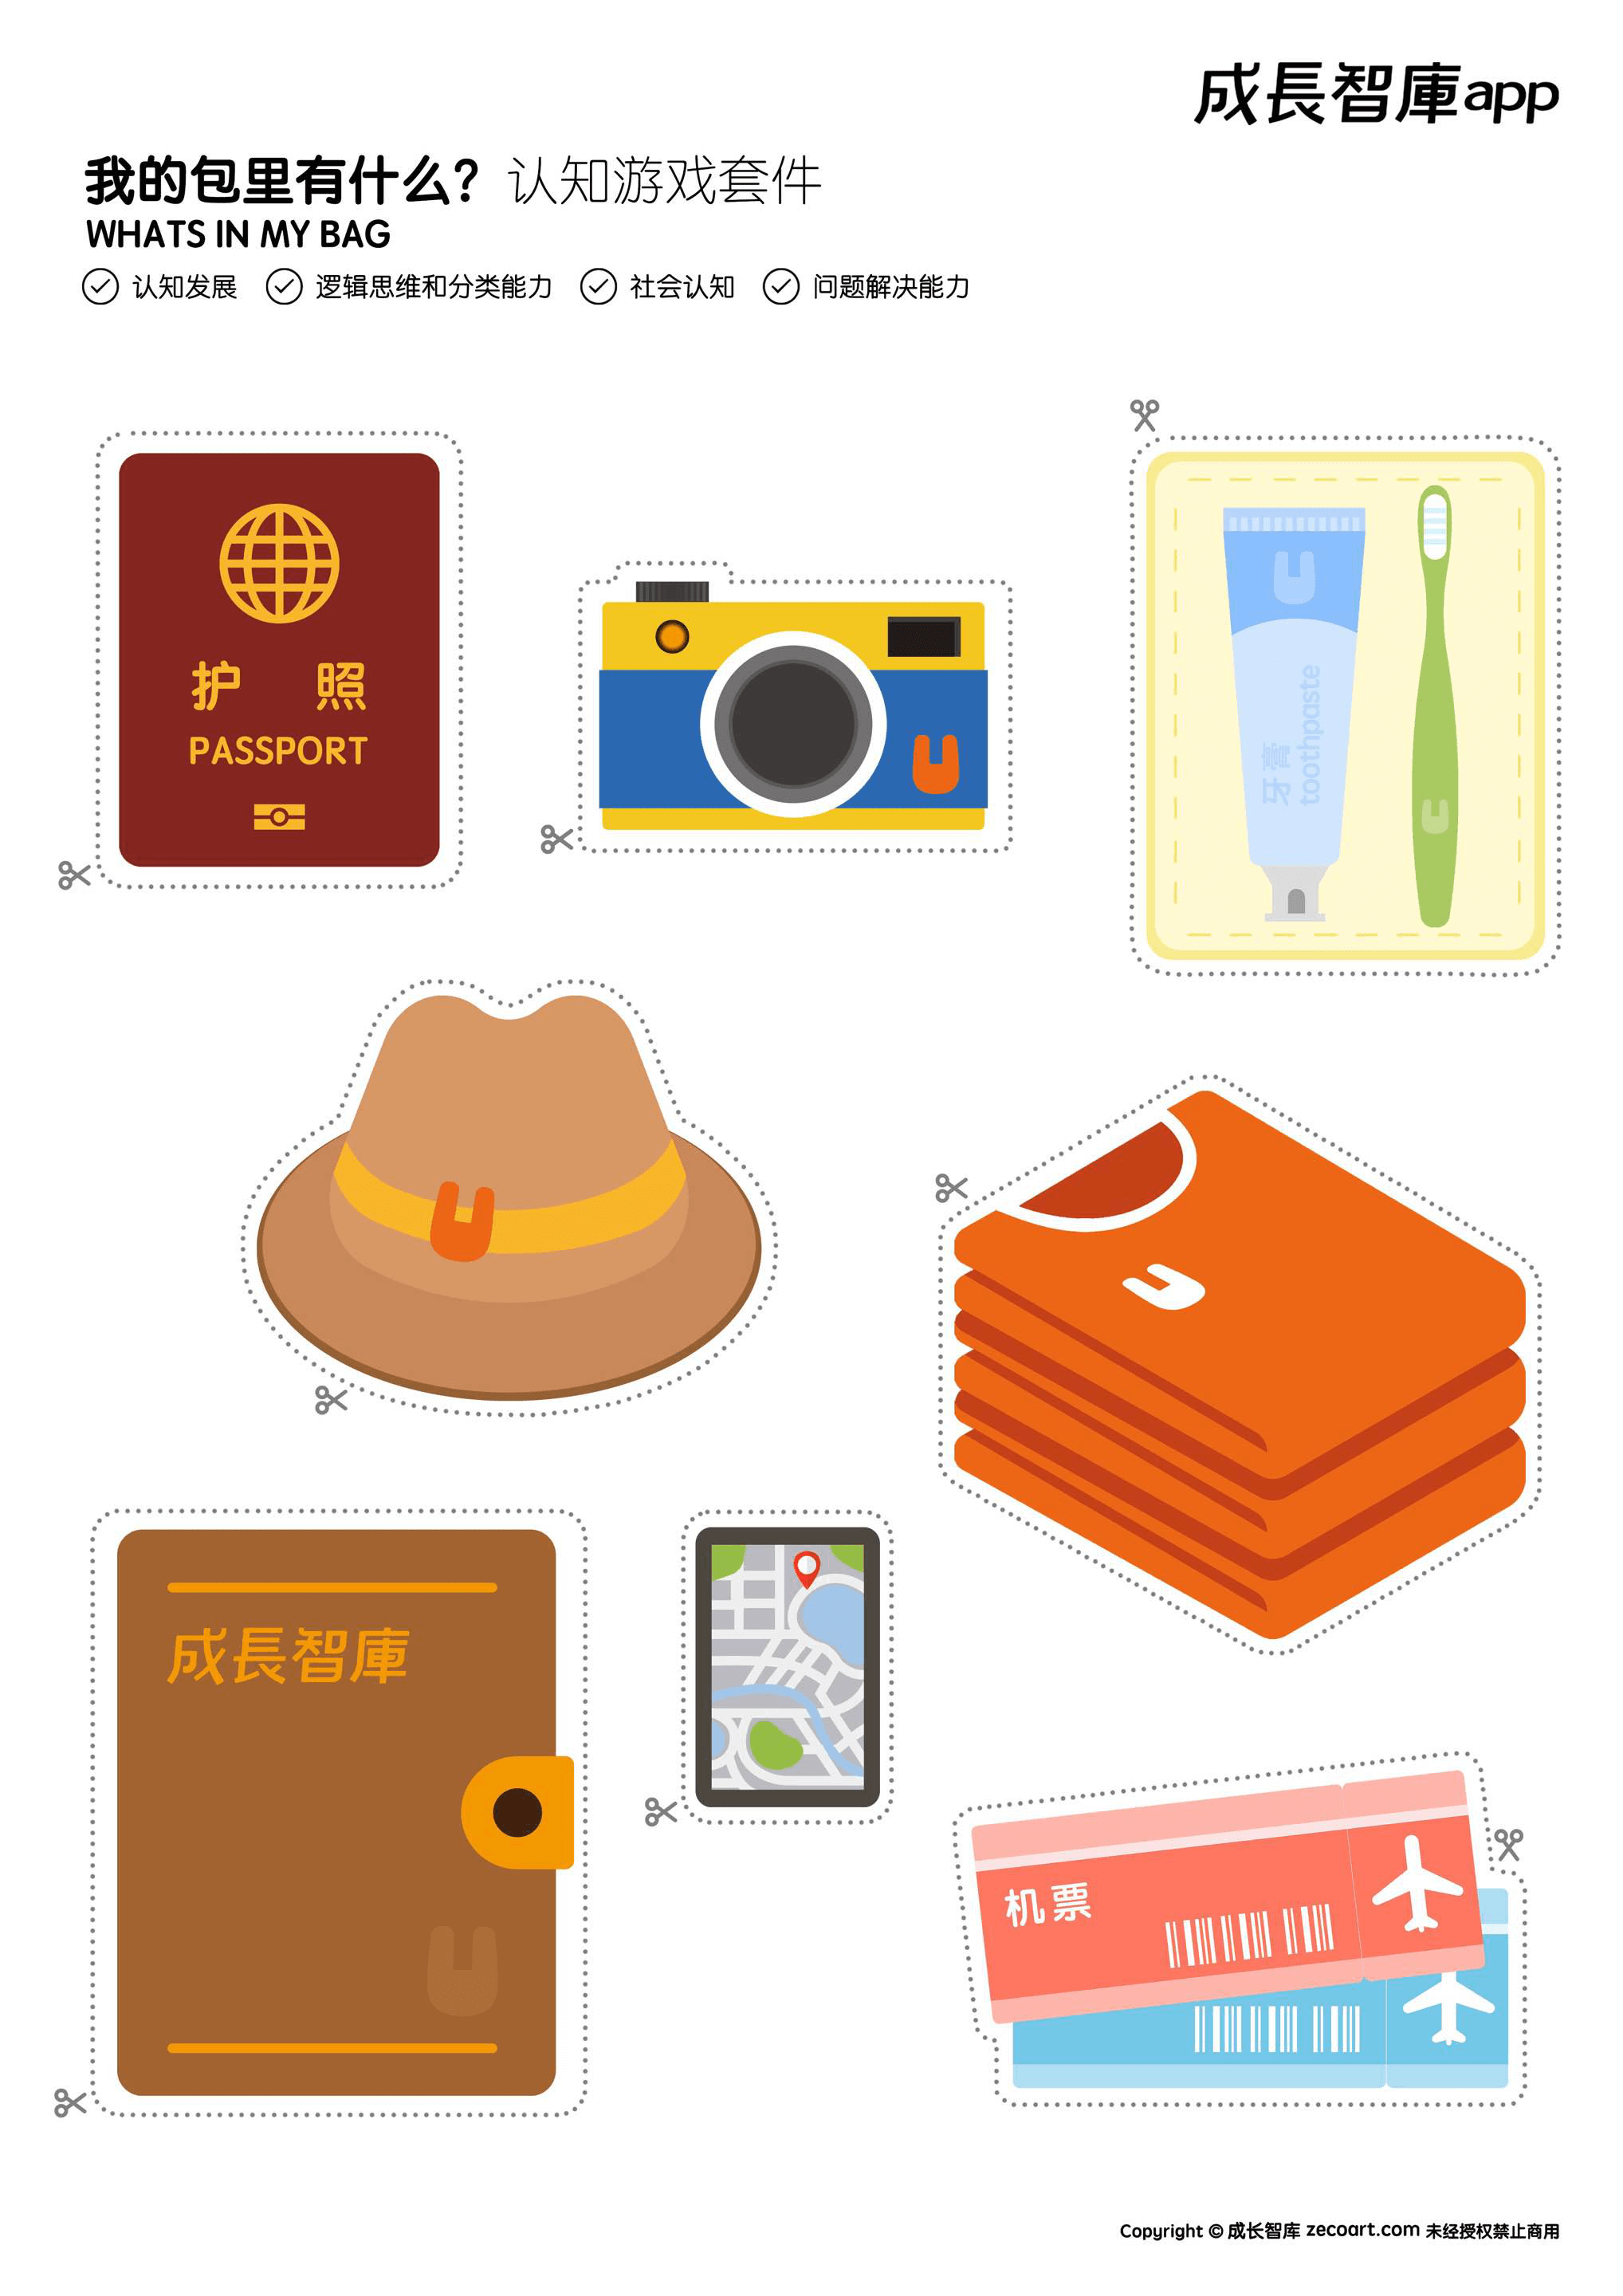 成長智庫app
我的包里有什么？ 认知游戏套件
WHATS IN MY BAG
认知发展 逻辑思维和分类能力 社会认知 问题解决能力
护 照
PASSPORT
牙膏
toothpaste
成長智庫
机票
Copyright © 成长智库 zecoart.com 未经授权禁止商用